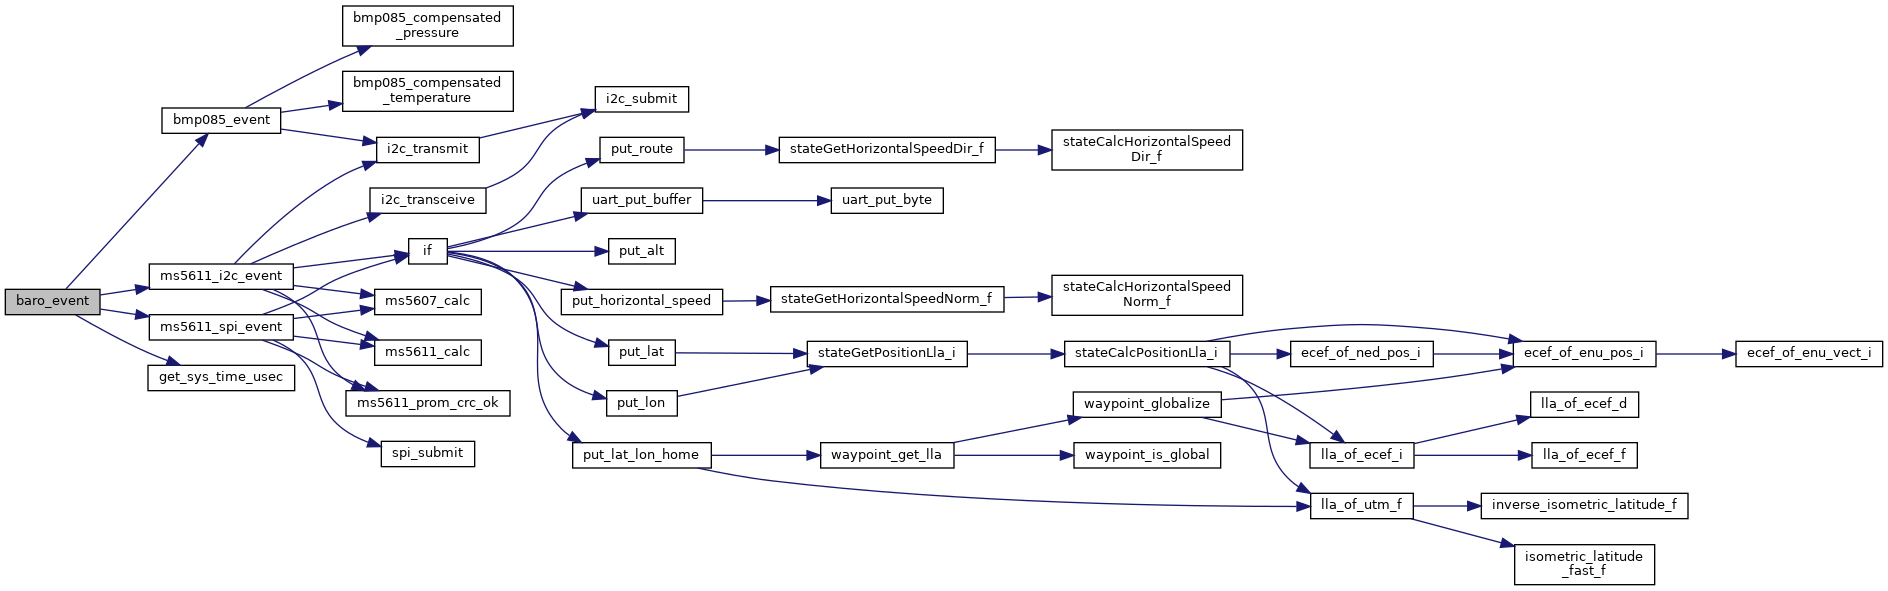 baro_event
bmp085_event
ms5611_i2c_event
ms5611_spi_event
get_sys_time_usec
bmp085_compensated
_pressure
bmp085_compensated
_temperature
i2c_transmit
i2c_transceive
if
ms5607_calc
ms5611_calc
ms5611_prom_crc_ok
spi_submit
i2c_submit
put_route
uart_put_buffer
put_alt
put_horizontal_speed
put_lat
put_lon
put_lat_lon_home
stateGetHorizontalSpeedDir_f
uart_put_byte
stateGetHorizontalSpeedNorm_f
stateGetPositionLla_i
waypoint_get_lla
stateCalcHorizontalSpeed
Dir_f
stateCalcHorizontalSpeed
Norm_f
stateCalcPositionLla_i
waypoint_globalize
waypoint_is_global
ecef_of_ned_pos_i
lla_of_ecef_i
lla_of_utm_f
ecef_of_enu_pos_i
lla_of_ecef_d
lla_of_ecef_f
inverse_isometric_latitude_f
isometric_latitude
_fast_f
ecef_of_enu_vect_i